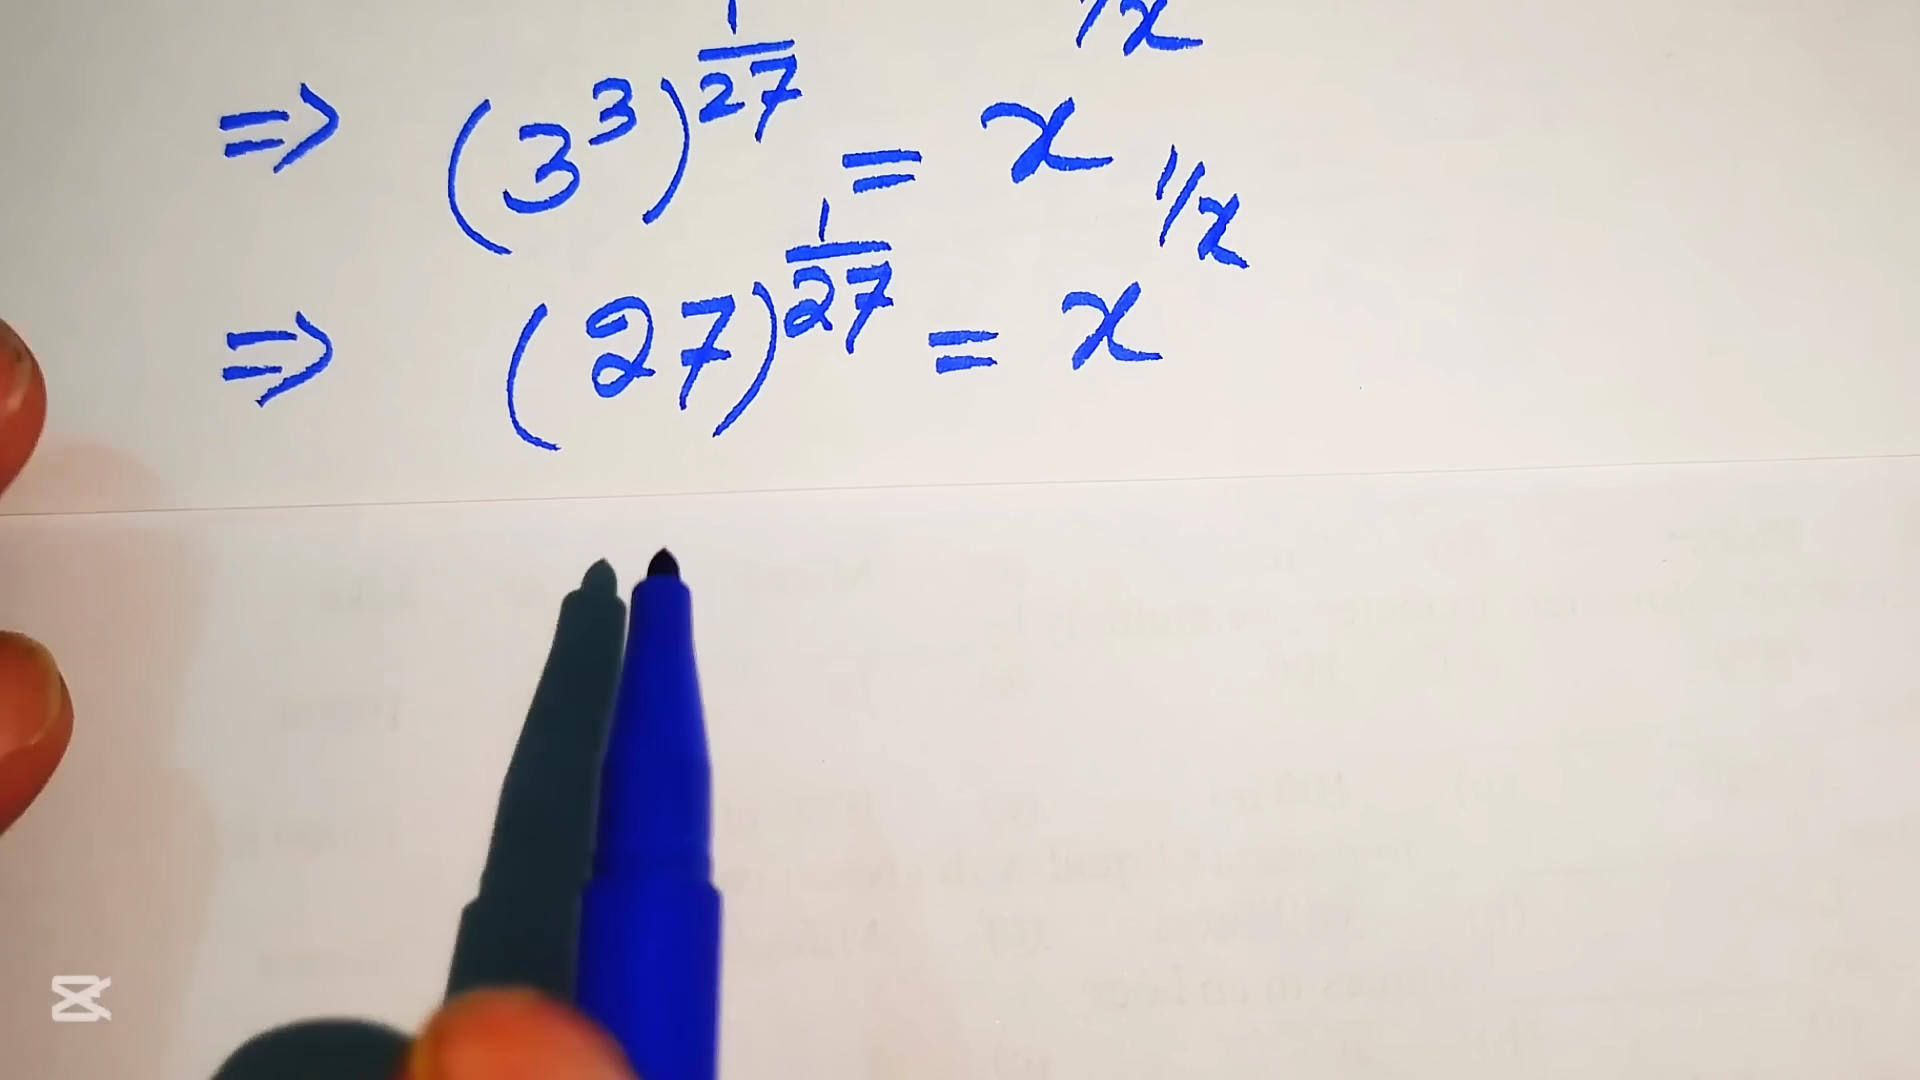 ⇒ (3³)^(1/27) = x^(1/x)
⇒ (27)^(1/27) = x^(1/x)